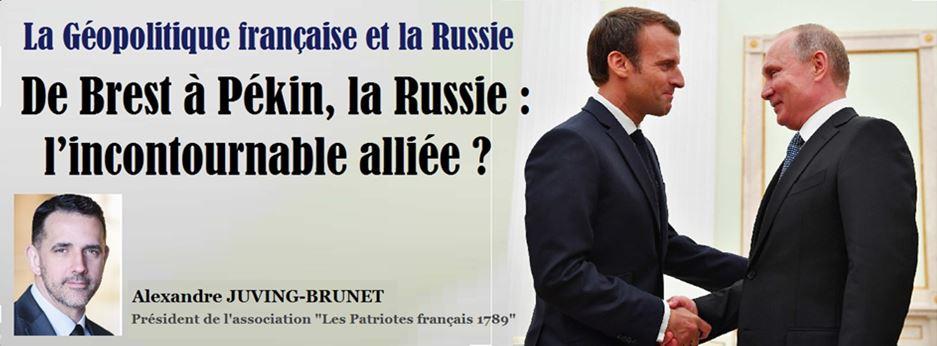 La Géopolitique française et la Russie
De Brest à Pékin, la Russie :
l'incontournable alliée ?
Alexandre JUVING-BRUNET
Président de l'association "Les Patriotes français 1789"